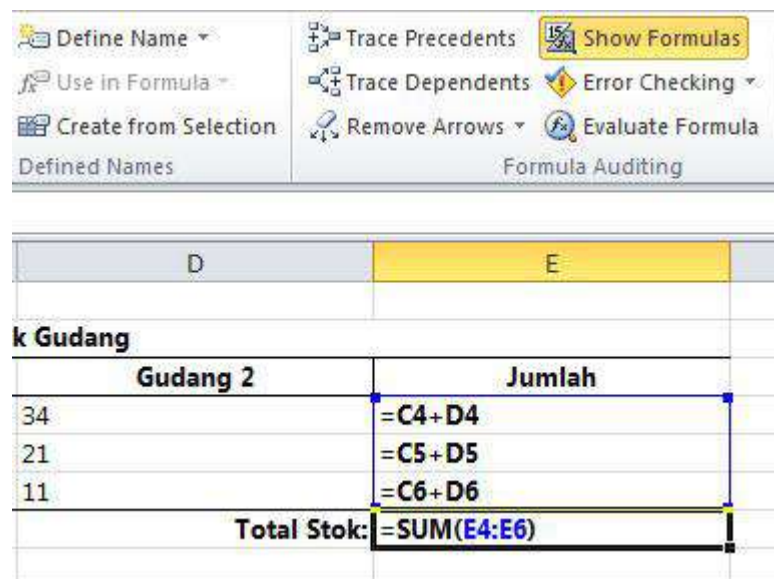 Define Name Trace Precedents Show Formulas
Use in Formula Trace Dependents Error Checking
Create from Selection Remove Arrows Evaluate Formula
Defined Names Formula Auditing
D E
k Gudang
Gudang 2 Jumlah
34 =C4+D4
21 =C5+D5
11 =C6+D6
Total Stok: =SUM(E4:E6)